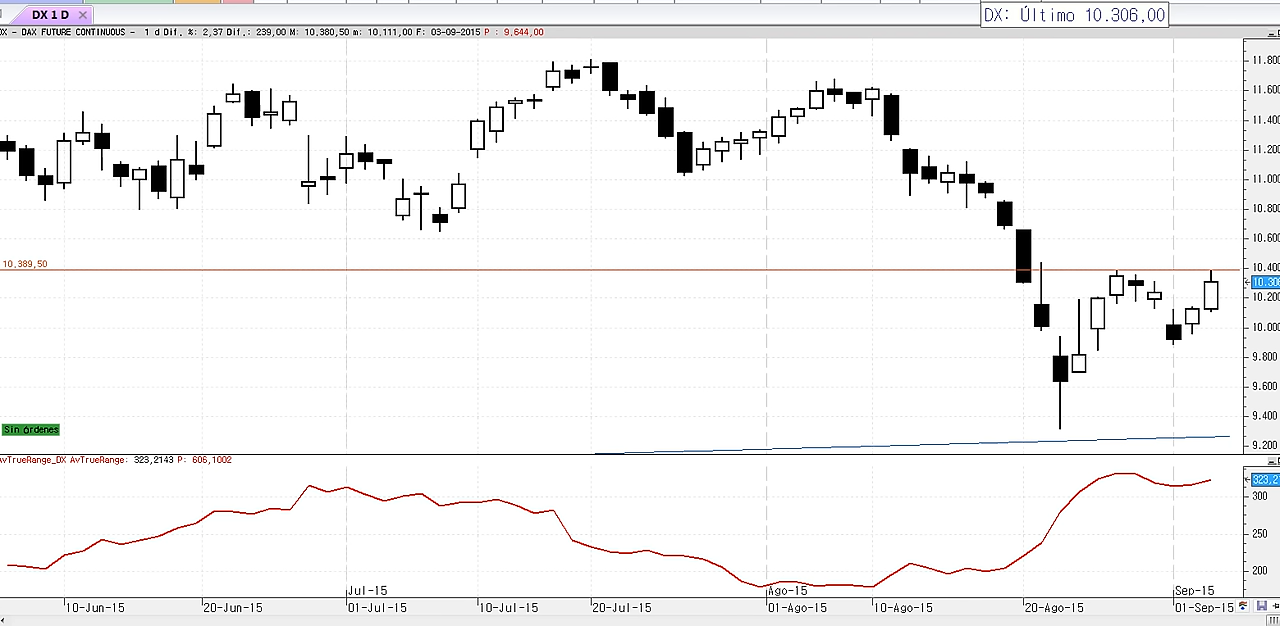 DX 1 D
DX: Último 10.306,00
DX - DAX FUTURE CONTINUOUS - 1 d Dif. %: 2,37 Dif.: 239,00 M: 10,380,50 m: 10,111,00 F: 03-09-2015 P : 9.644,00
11.800
11.600
11.400
11.200
11.000
10.800
10.600
10,389,50
10.400
10.306
10.200
10.000
9.800
9.600
9.400
Sin órdenes
9.200
AvTrueRange_DX AvTrueRange: 323,2143 P: 606,1002
323,2
300
250
200
Jul-15
Ago-15
Sep-15
10-Jun-15
20-Jun-15
01-Jul-15
10-Jul-15
20-Jul-15
01-Ago-15
10-Ago-15
20-Ago-15
01-Sep-15